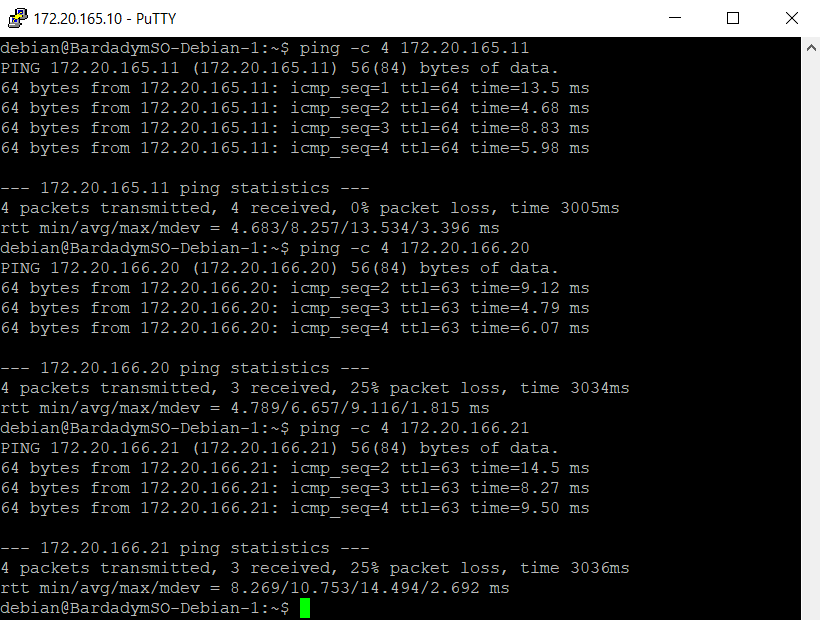 172.20.165.10 - PuTTY
debian@BardadymSO-Debian-1:~$ ping -c 4 172.20.165.11
PING 172.20.165.11 (172.20.165.11) 56(84) bytes of data.
64 bytes from 172.20.165.11: icmp_seq=1 ttl=64 time=13.5 ms
64 bytes from 172.20.165.11: icmp_seq=2 ttl=64 time=4.68 ms
64 bytes from 172.20.165.11: icmp_seq=3 ttl=64 time=8.83 ms
64 bytes from 172.20.165.11: icmp_seq=4 ttl=64 time=5.98 ms
--- 172.20.165.11 ping statistics ---
4 packets transmitted, 4 received, 0% packet loss, time 3005ms
rtt min/avg/max/mdev = 4.683/8.257/13.534/3.396 ms
debian@BardadymSO-Debian-1:~$ ping -c 4 172.20.166.20
PING 172.20.166.20 (172.20.166.20) 56(84) bytes of data.
64 bytes from 172.20.166.20: icmp_seq=2 ttl=63 time=9.12 ms
64 bytes from 172.20.166.20: icmp_seq=3 ttl=63 time=4.79 ms
64 bytes from 172.20.166.20: icmp_seq=4 ttl=63 time=6.07 ms
--- 172.20.166.20 ping statistics ---
4 packets transmitted, 3 received, 25% packet loss, time 3034ms
rtt min/avg/max/mdev = 4.789/6.657/9.116/1.815 ms
debian@BardadymSO-Debian-1:~$ ping -c 4 172.20.166.21
PING 172.20.166.21 (172.20.166.21) 56(84) bytes of data.
64 bytes from 172.20.166.21: icmp_seq=2 ttl=63 time=14.5 ms
64 bytes from 172.20.166.21: icmp_seq=3 ttl=63 time=8.27 ms
64 bytes from 172.20.166.21: icmp_seq=4 ttl=63 time=9.50 ms
--- 172.20.166.21 ping statistics ---
4 packets transmitted, 3 received, 25% packet loss, time 3036ms
rtt min/avg/max/mdev = 8.269/10.753/14.494/2.692 ms
debian@BardadymSO-Debian-1:~$